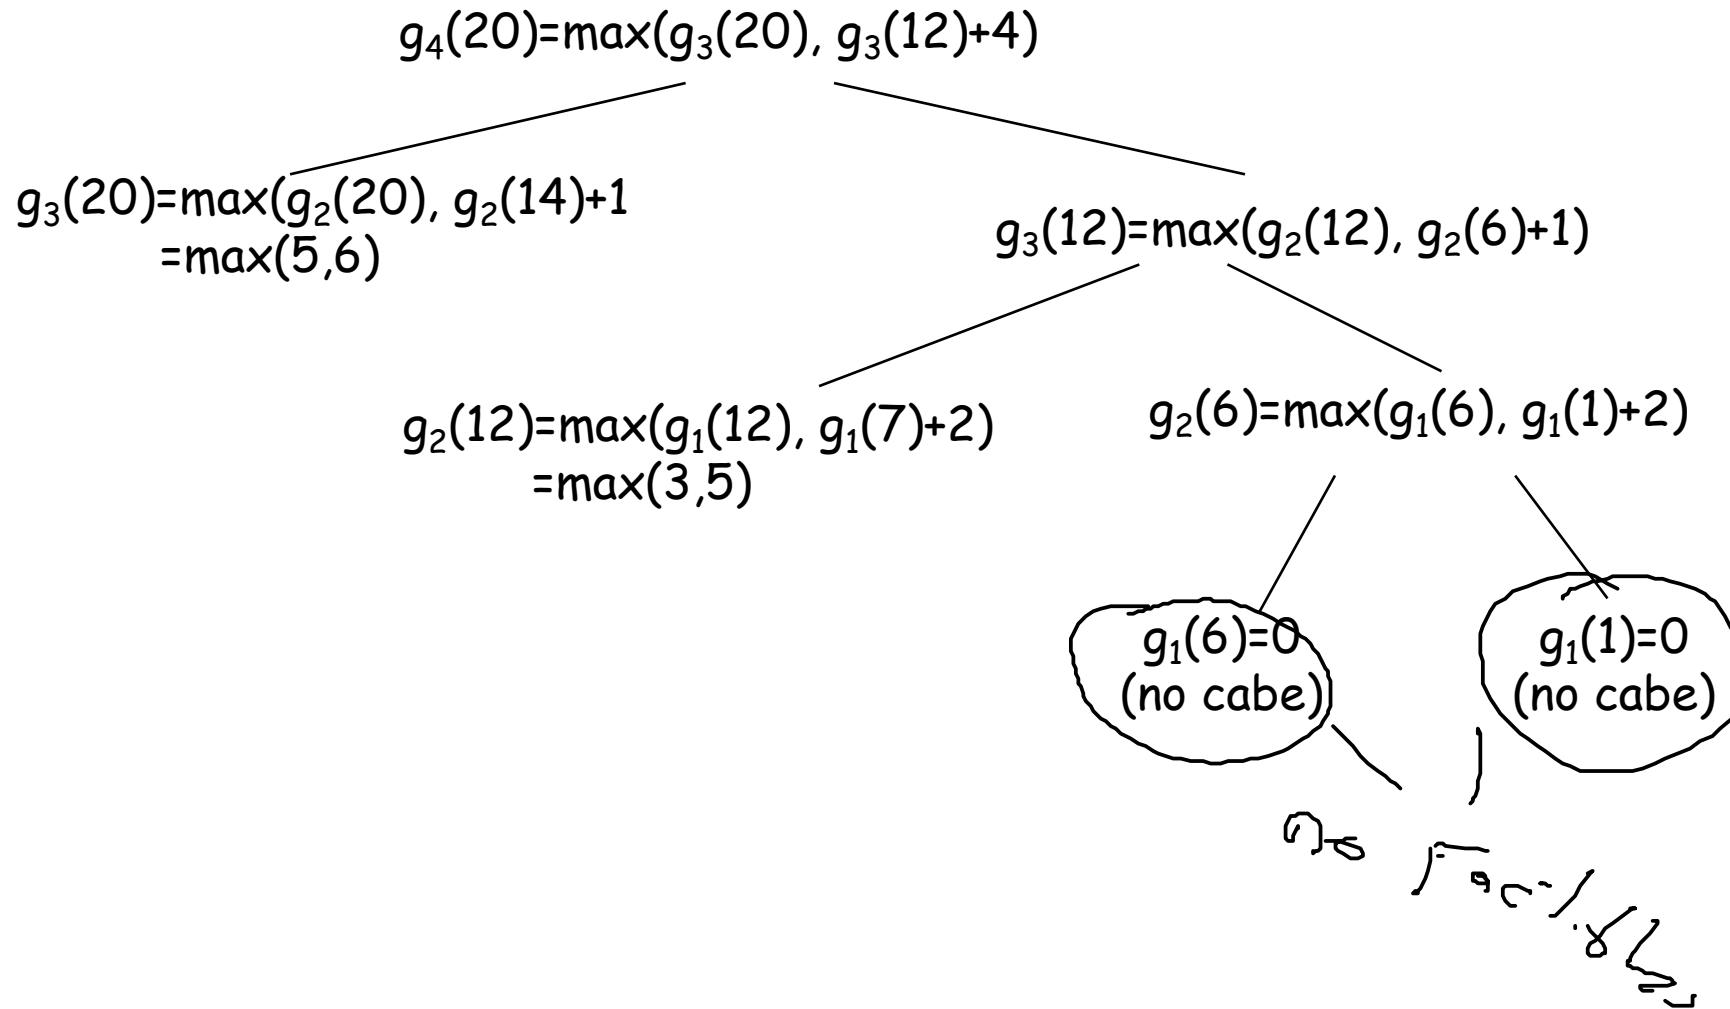 g₄(20)=max(g₃(20), g₃(12)+4)
g₃(20)=max(g₂(20), g₂(14)+1
=max(5,6)
g₃(12)=max(g₂(12), g₂(6)+1)
g₂(12)=max(g₁(12), g₁(7)+2)
=max(3,5)
g₂(6)=max(g₁(6), g₁(1)+2)
g₁(6)=0
(no cabe)
g₁(1)=0
(no cabe)
no